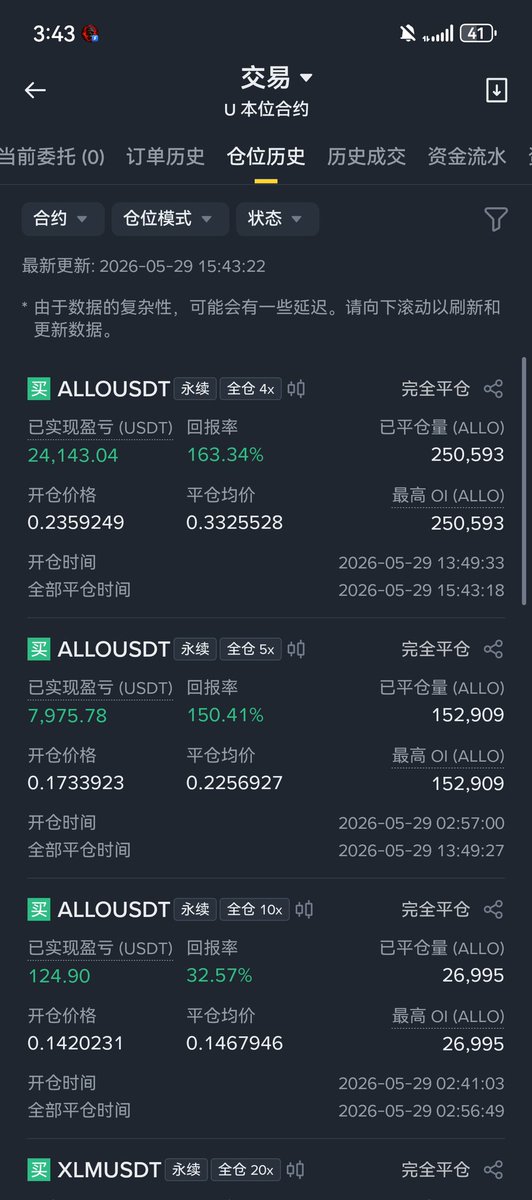 3:43
41
交易
U 本位合约
当前委托 (0) 订单历史 仓位历史 历史成交 资金流水
合约 仓位模式 状态
最新更新: 2026-05-29 15:43:22
* 由于数据的复杂性，可能会有一些延迟。请向下滚动以刷新和
更新数据。
买 ALLOUSDT 永续 全仓 4x 完全平仓
已实现盈亏 (USDT) 回报率 已平仓量 (ALLO)
24,143.04 163.34% 250,593
开仓价格 平仓均价 最高 OI (ALLO)
0.2359249 0.3325528 250,593
开仓时间 2026-05-29 13:49:33
全部平仓时间 2026-05-29 15:43:18
买 ALLOUSDT 永续 全仓 5x 完全平仓
已实现盈亏 (USDT) 回报率 已平仓量 (ALLO)
7,975.78 150.41% 152,909
开仓价格 平仓均价 最高 OI (ALLO)
0.1733923 0.2256927 152,909
开仓时间 2026-05-29 02:57:00
全部平仓时间 2026-05-29 13:49:27
买 ALLOUSDT 永续 全仓 10x 完全平仓
已实现盈亏 (USDT) 回报率 已平仓量 (ALLO)
124.90 32.57% 26,995
开仓价格 平仓均价 最高 OI (ALLO)
0.1420231 0.1467946 26,995
开仓时间 2026-05-29 02:41:03
全部平仓时间 2026-05-29 02:56:49
买 XLMUSDT 永续 全仓 20x 完全平仓